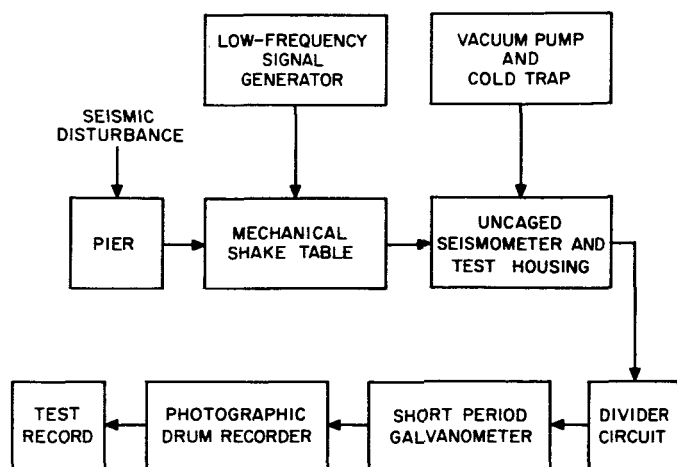 LOW-FREQUENCY
SIGNAL
GENERATOR
VACUUM PUMP
AND
COLD TRAP
SEISMIC
DISTURBANCE
PIER
MECHANICAL
SHAKE TABLE
UNCAGED
SEISMOMETER AND
TEST HOUSING
TEST
RECORD
PHOTOGRAPHIC
DRUM RECORDER
SHORT PERIOD
GALVANOMETER
DIVIDER
CIRCUIT